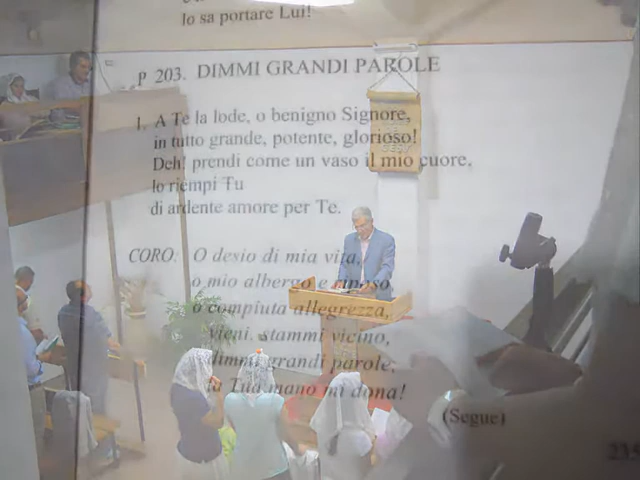 lo sa portare Lui!
P 203. DIMMI GRANDI PAROLE
1. A Te la lode, o benigno Signore,
in tutto grande, potente, glorioso!
Deh! prendi come un vaso il mio cuore,
lo riempi Tu
di ardente amore per Te.
CORO: O desio di mia vita,
o mio albergo e riposo
o compiuta allegrezza,
vieni, stammi vicino,
dimmi grandi parole,
la Tua mano mi dona!
(Segue)